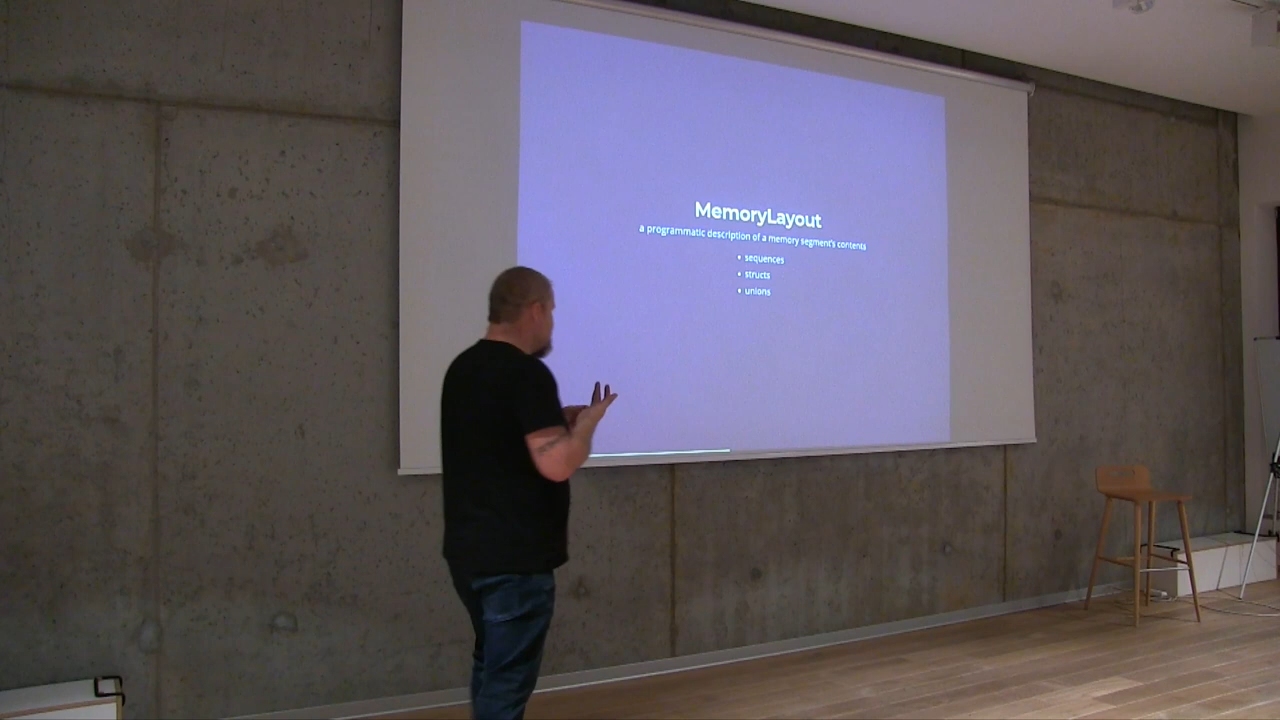 MemoryLayout
a programmatic description of a memory segment's contents
• sequences
• structs
• unions